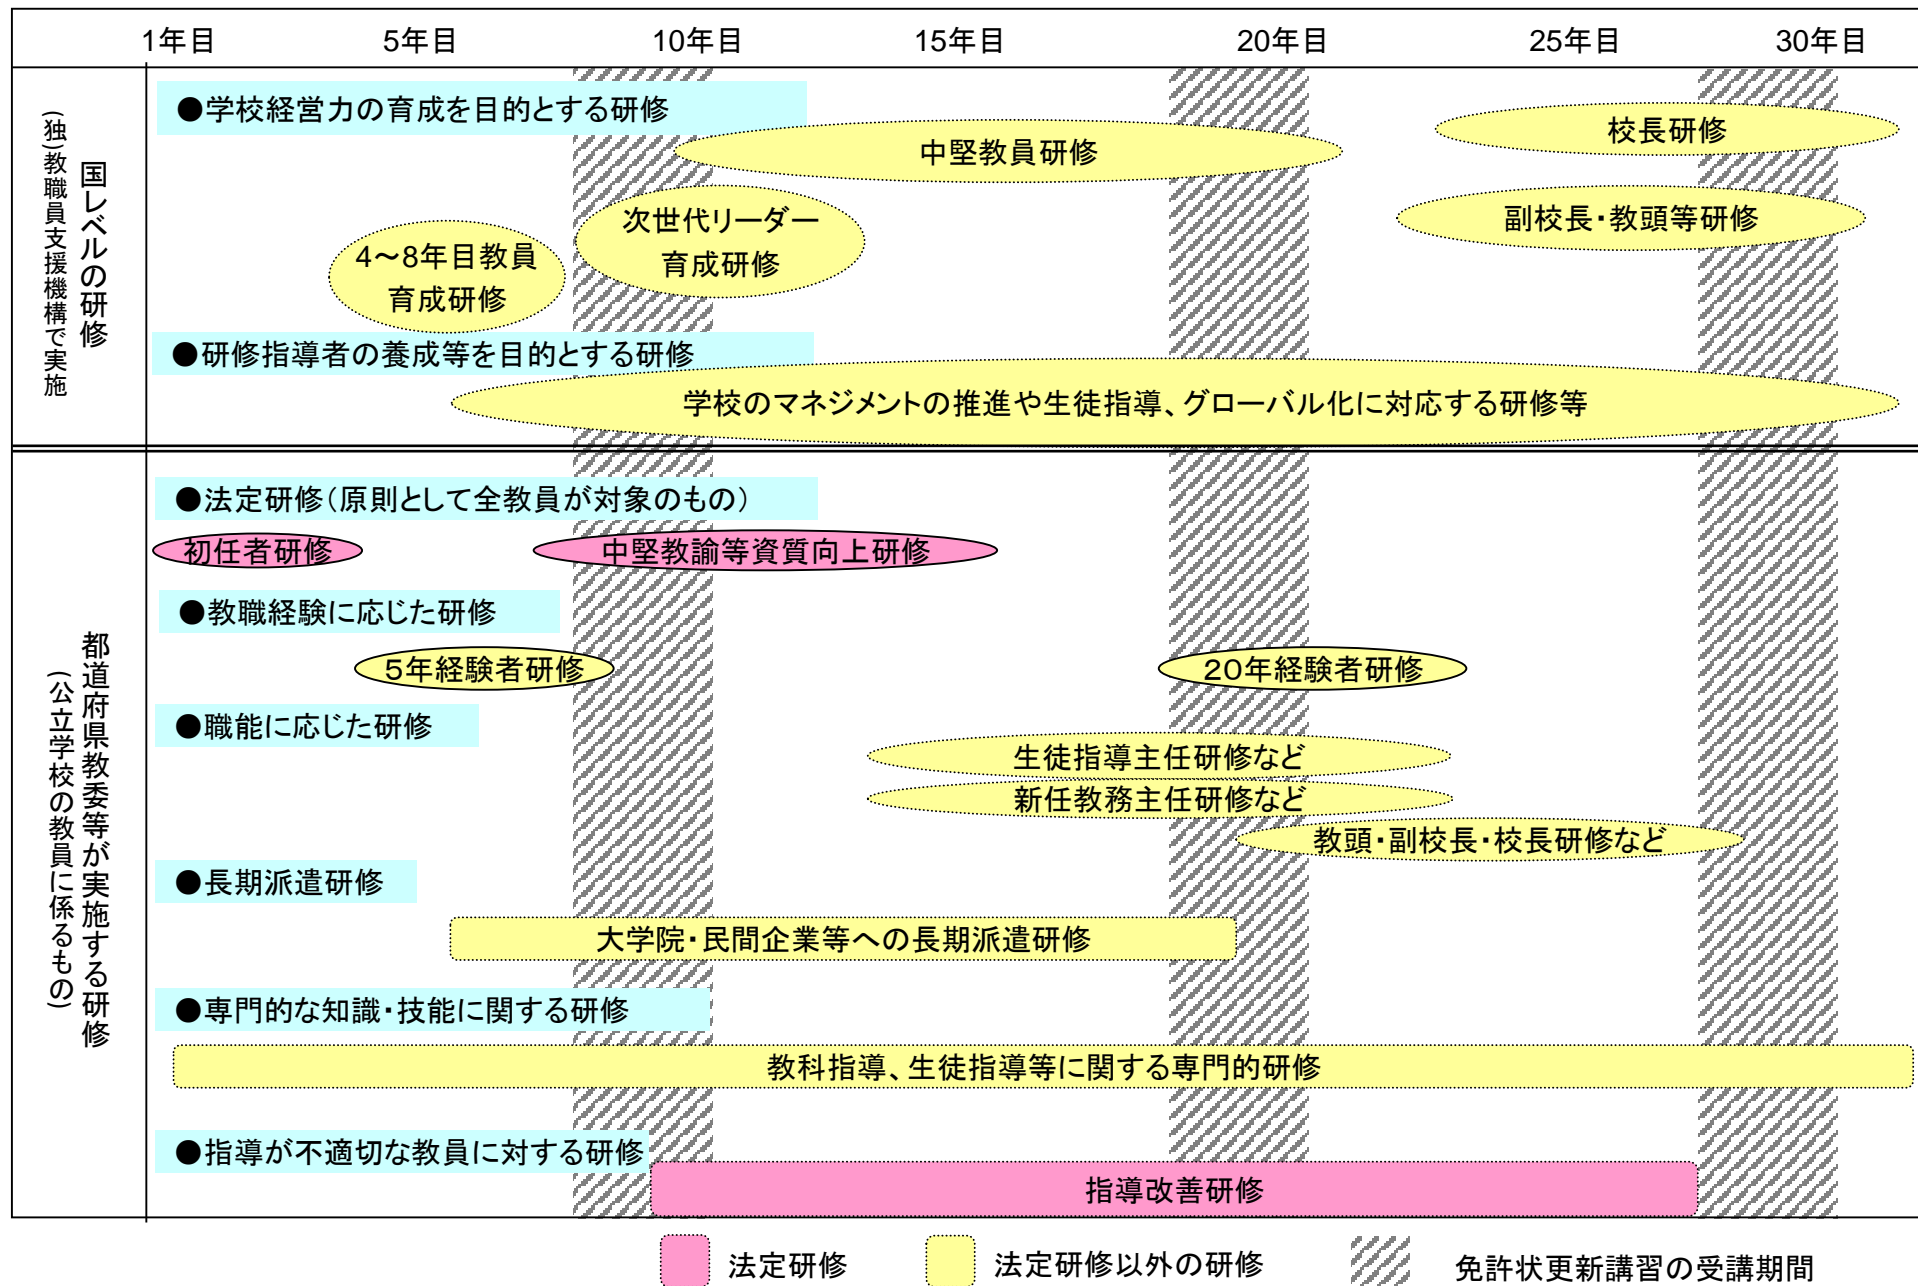 1年目 5年目 10年目 15年目 20年目 25年目 30年目
国レベルの研修
(独)教職員支援機構で実施
●学校経営力の育成を目的とする研修
校長研修
中堅教員研修
副校長・教頭等研修
次世代リーダー
育成研修
4～8年目教員
育成研修
●研修指導者の養成等を目的とする研修
学校のマネジメントの推進や生徒指導、グローバル化に対応する研修等
都道府県教委等が実施する研修
(公立学校の教員に係るもの)
●法定研修(原則として全教員が対象のもの)
初任者研修 中堅教諭等資質向上研修
●教職経験に応じた研修
5年経験者研修 20年経験者研修
●職能に応じた研修
生徒指導主任研修など
新任教務主任研修など
教頭・副校長・校長研修など
●長期派遣研修
大学院・民間企業等への長期派遣研修
●専門的な知識・技能に関する研修
教科指導、生徒指導等に関する専門的研修
●指導が不適切な教員に対する研修
指導改善研修
法定研修 法定研修以外の研修 免許状更新講習の受講期間